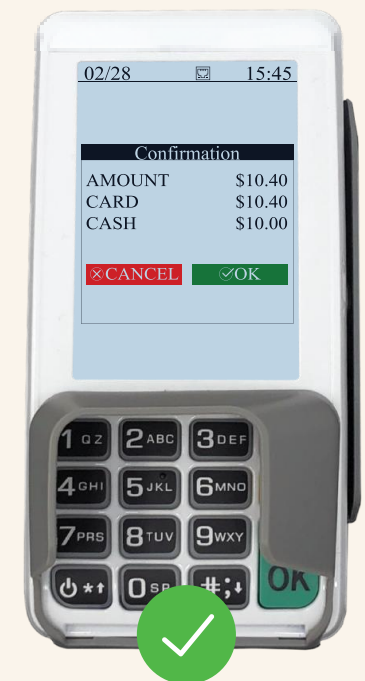 02/28 15:45
Confirmation
AMOUNT $10.40
CARD $10.40
CASH $10.00
CANCEL OK
1 QZ 2 ABC 3 DEF
4 GHI 5 JKL 6 MNO
7 PRS 8 TUV 9 WXY
*↑ 0 SP #;↓ OK